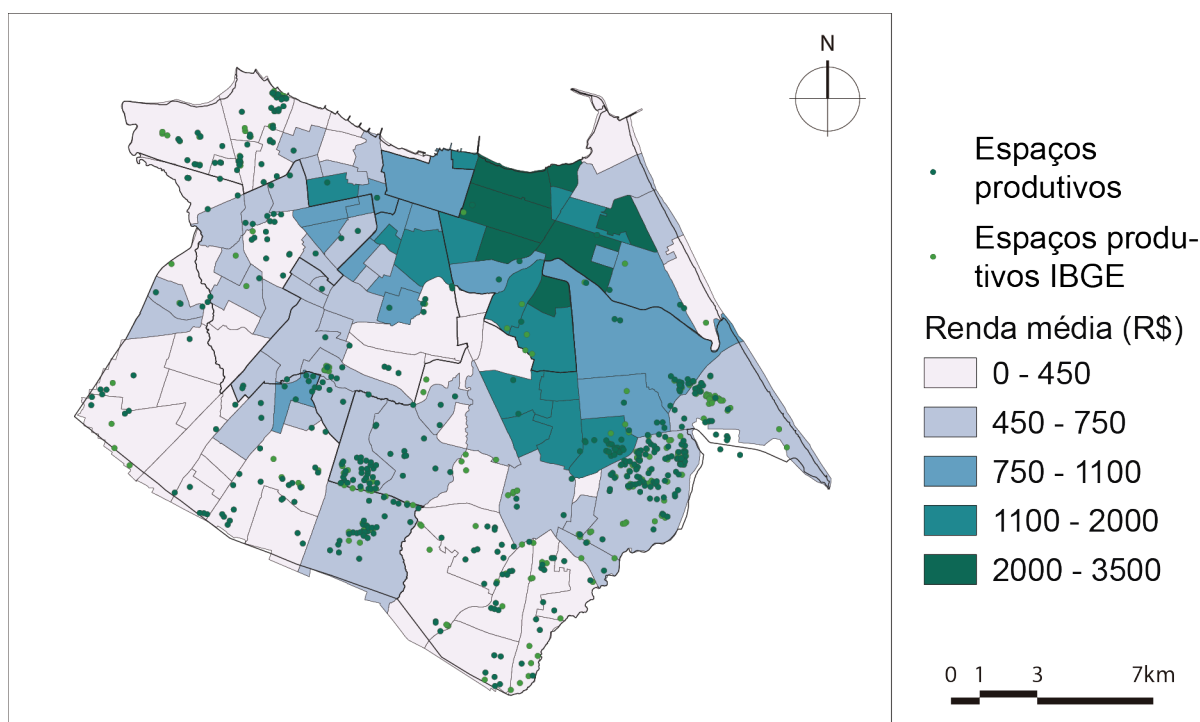 N
Espaços
produtivos
Espaços produ-
tivos IBGE
Renda média (R$)
0 - 450
450 - 750
750 - 1100
1100 - 2000
2000 - 3500
0 1 3 7km